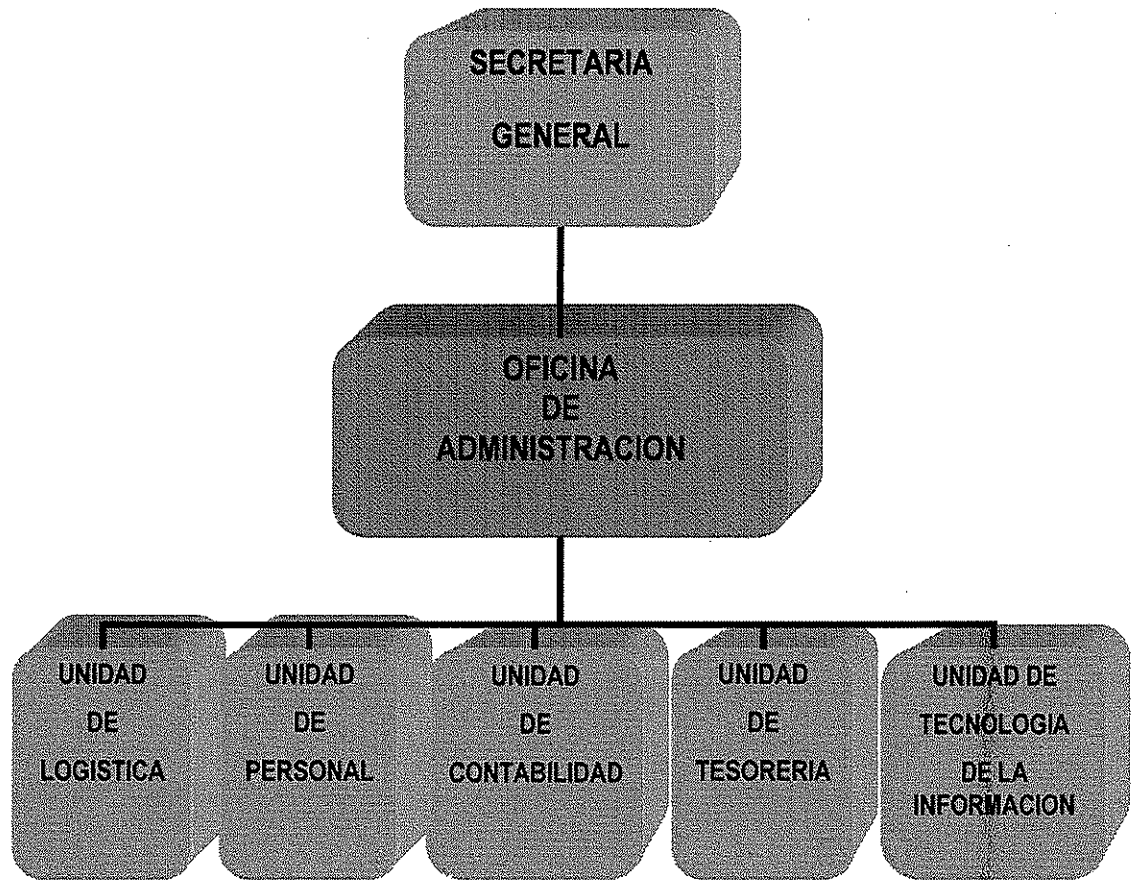 SECRETARIA
GENERAL
OFICINA
DE
ADMINISTRACION
UNIDAD
DE
LOGISTICA
UNIDAD
DE
PERSONAL
UNIDAD
DE
CONTABILIDAD
UNIDAD
DE
TESORERIA
UNIDAD DE
TECNOLOGIA
DE LA
INFORMACION